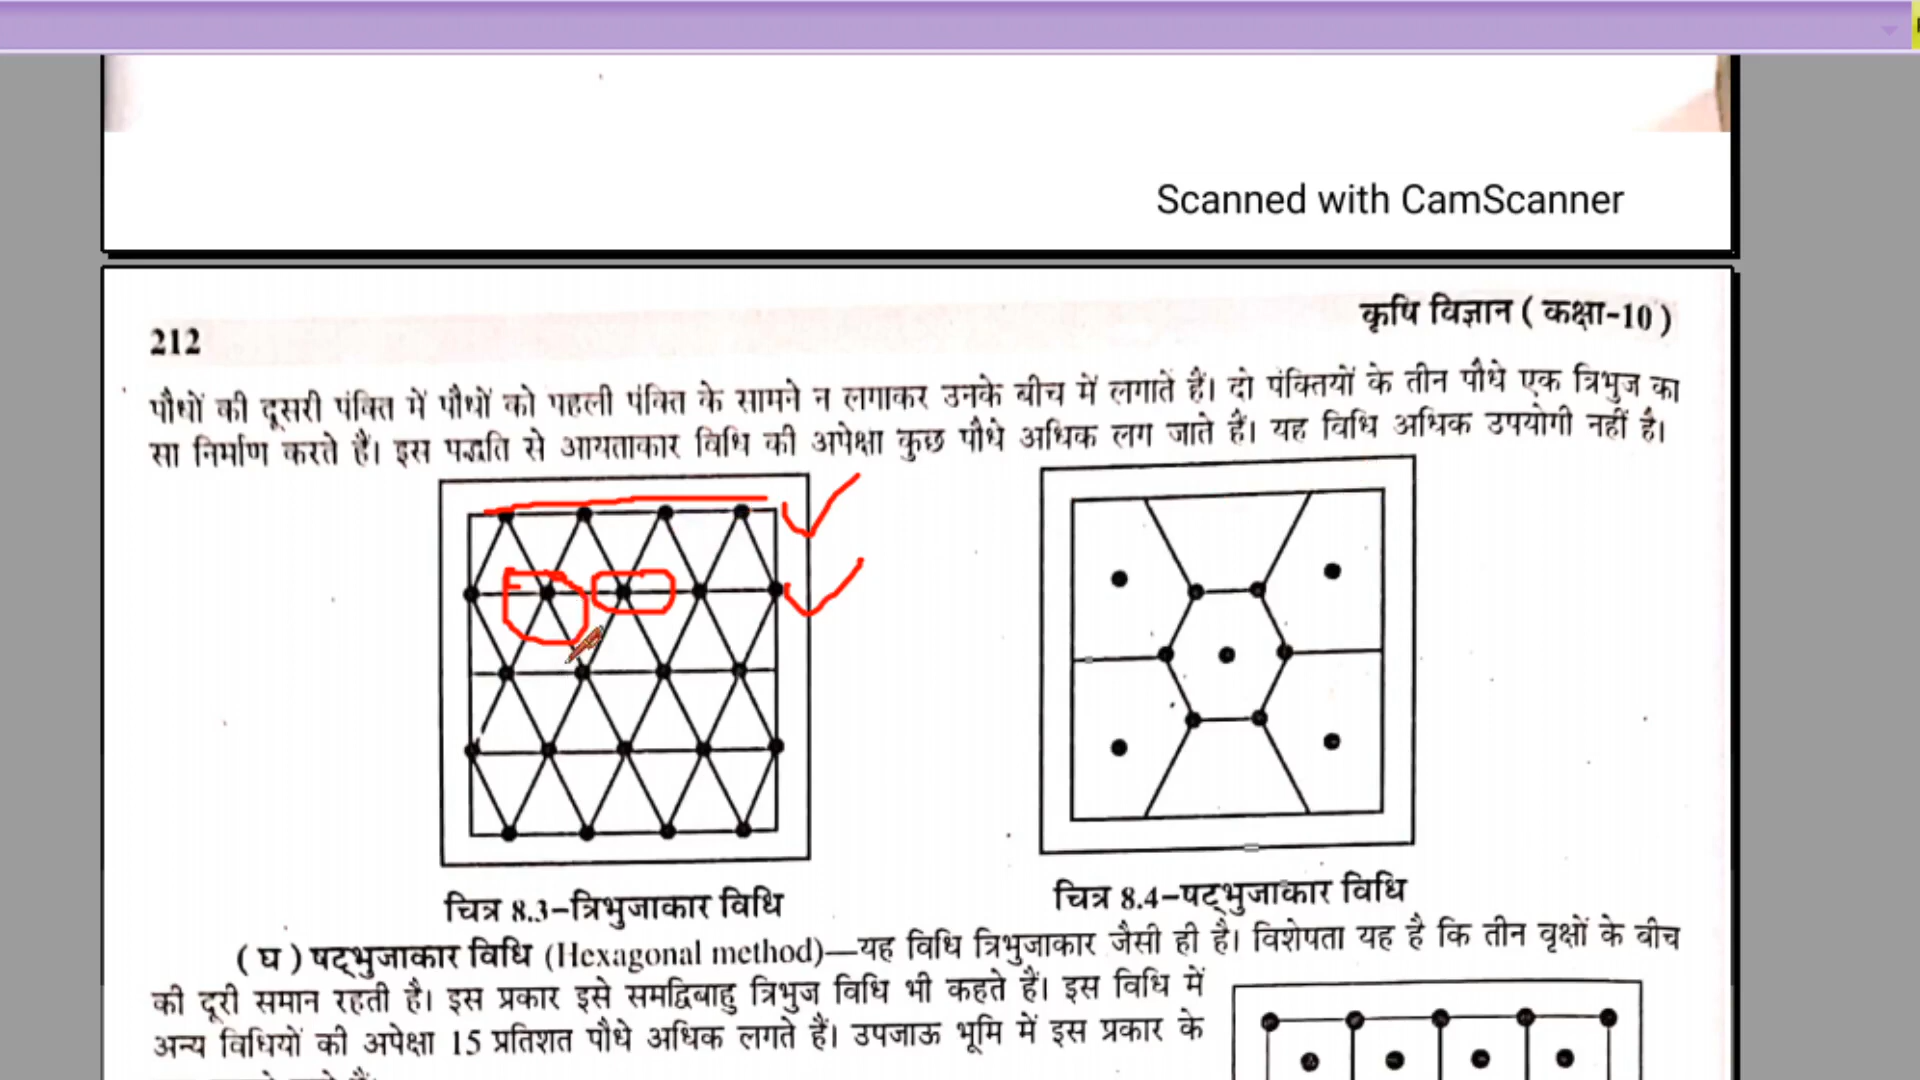 Scanned with CamScanner
212
कृषि विज्ञान ( कक्षा-10 )
पौधों की दूसरी पंक्ति में पौधों को पहली पंक्ति के सामने न लगाकर उनके बीच में लगाते हैं। दो पंक्तियों के तीन पौधे एक त्रिभुज का
सा निर्माण करते हैं। इस पद्धति से आयताकार विधि की अपेक्षा कुछ पौधे अधिक लग जाते हैं। यह विधि अधिक उपयोगी नहीं है।
चित्र 8.3–त्रिभुजाकार विधि
चित्र 8.4–षट्भुजाकार विधि
( घ ) षट्भुजाकार विधि (Hexagonal method)—यह विधि त्रिभुजाकार जैसी ही है। विशेषता यह है कि तीन वृक्षों के बीच
की दूरी समान रहती है। इस प्रकार इसे समद्विबाहु त्रिभुज विधि भी कहते हैं। इस विधि में
अन्य विधियों की अपेक्षा 15 प्रतिशत पौधे अधिक लगते हैं। उपजाऊ भूमि में इस प्रकार के